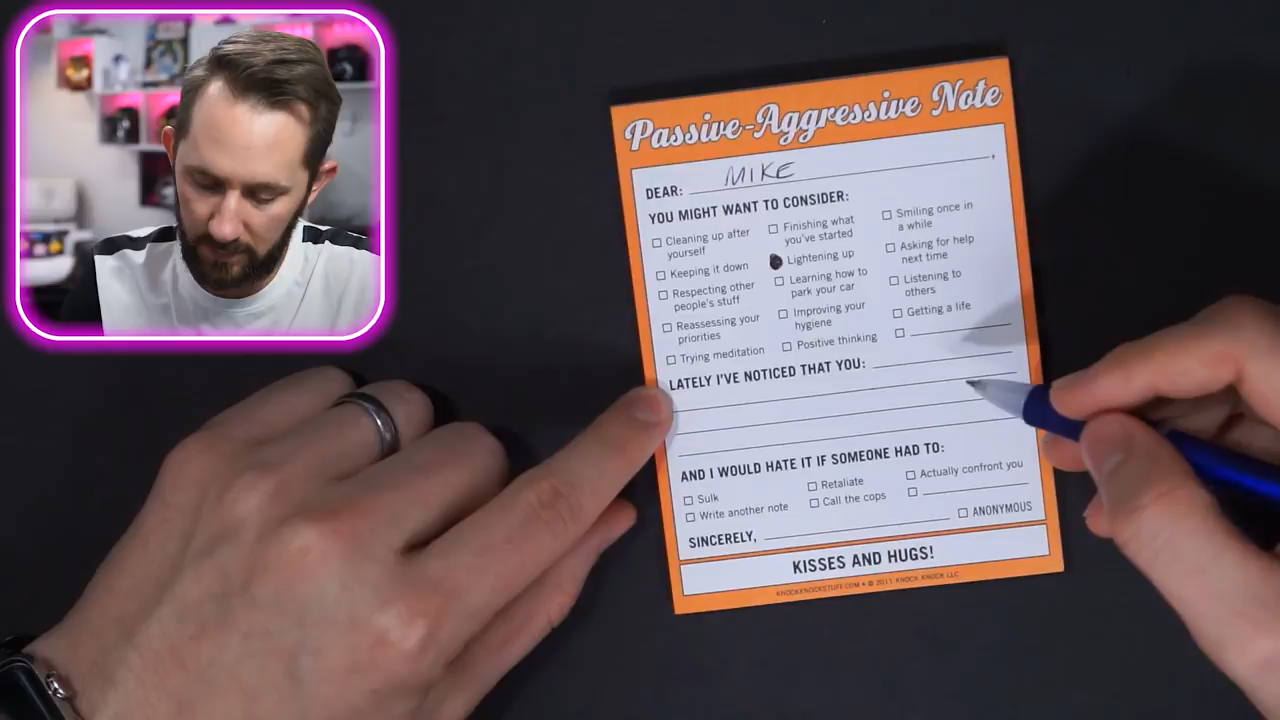 Passive-Aggressive Note
DEAR: MIKE ,
YOU MIGHT WANT TO CONSIDER:
Cleaning up after yourself
Keeping it down
Respecting other people's stuff
Reassessing your priorities
Trying meditation
Finishing what you've started
Lightening up
Learning how to park your car
Improving your hygiene
Positive thinking
Smiling once in a while
Asking for help next time
Listening to others
Getting a life
LATELY I'VE NOTICED THAT YOU:
AND I WOULD HATE IT IF SOMEONE HAD TO:
Sulk
Write another note
Retaliate
Call the cops
Actually confront you
SINCERELY,
ANONYMOUS
KISSES AND HUGS!
KNOCKKNOCKSTUFF.COM • © 2011 KNOCK KNOCK LLC